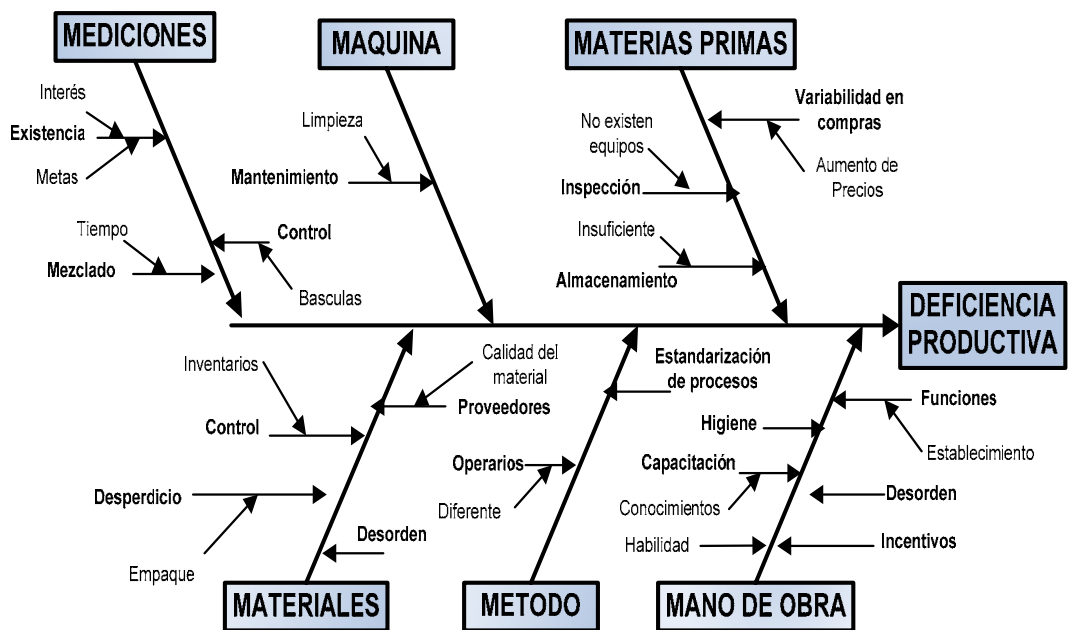 MEDICIONES
MAQUINA
MATERIAS PRIMAS
Interés
Existencia
Metas
Tiempo
Mezclado
Control
Basculas
Limpieza
Mantenimiento
No existen
equipos
Inspección
Insuficiente
Almacenamiento
Variabilidad en
compras
Aumento de
Precios
DEFICIENCIA
PRODUCTIVA
Inventarios
Control
Desperdicio
Empaque
Calidad del
material
Proveedores
Desorden
Estandarización
de procesos
Operarios
Diferente
Higiene
Capacitación
Conocimientos
Habilidad
Funciones
Establecimiento
Desorden
Incentivos
MATERIALES
METODO
MANO DE OBRA